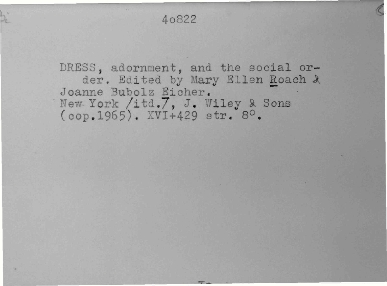 40822
DRESS, adornment, and the social or-
der. Edited by Mary Ellen Roach &
Joanne Bubolz Eicher.
New York /itd./, J. Wiley & Sons
(cop.1965). XVI+429 str. 8°.